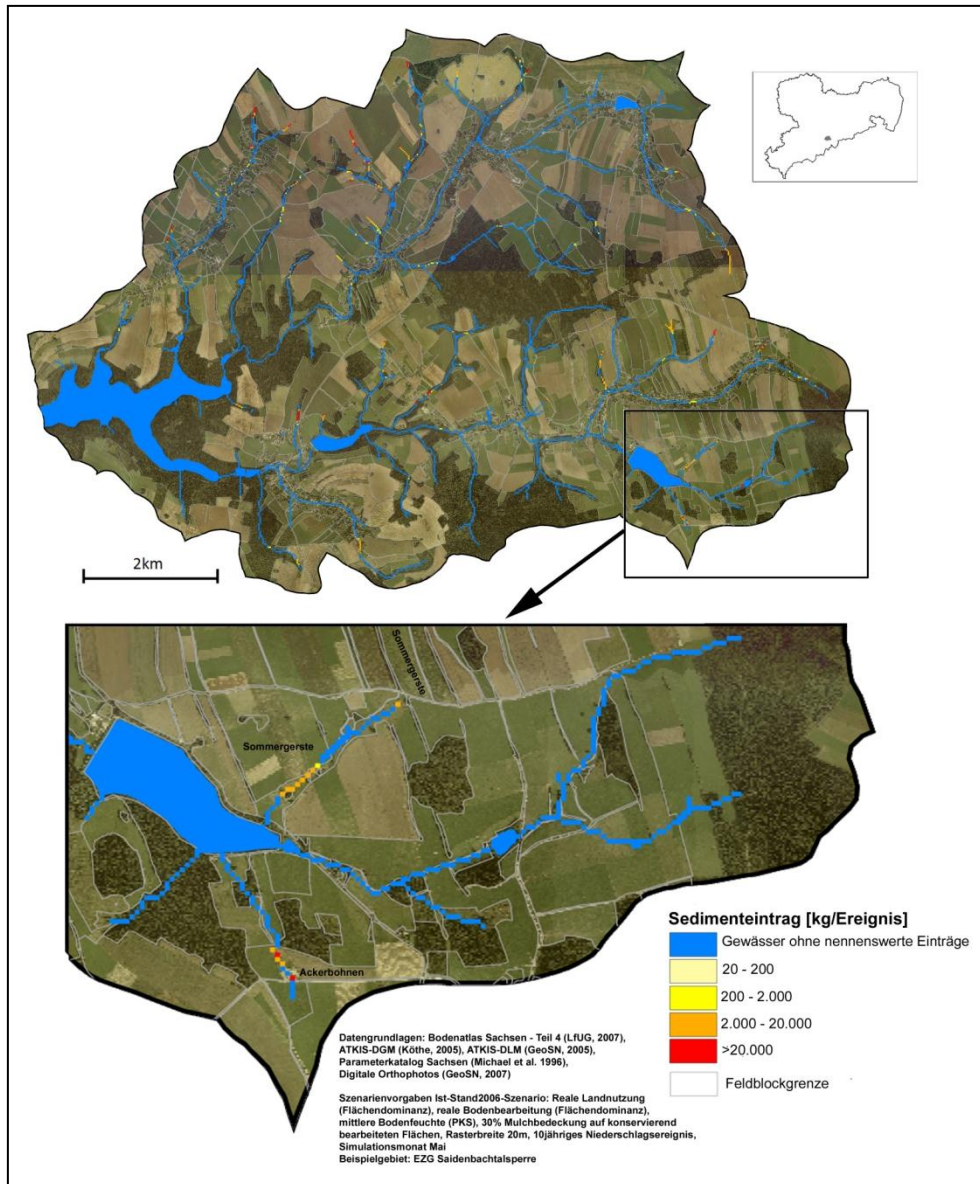 2km
Sommergerste
Sommergerste
Ackerbohnen
Sedimenteintrag [kg/Ereignis]
Gewässer ohne nennenswerte Einträge
20 - 200
200 - 2.000
2.000 - 20.000
>20.000
Feldblockgrenze
Datengrundlagen: Bodenatlas Sachsen - Teil 4 (LfUG, 2007),
ATKIS-DGM (Köthe, 2005), ATKIS-DLM (GeoSN, 2005),
Parameterkatalog Sachsen (Michael et al. 1996),
Digitale Orthophotos (GeoSN, 2007)
Szenarienvorgaben Ist-Stand2006-Szenario: Reale Landnutzung
(Flächendominanz), reale Bodenbearbeitung (Flächendominanz),
mittlere Bodenfeuchte (PKS), 30% Mulchbedeckung auf konservierend
bearbeiteten Flächen, Rasterbreite 20m, 10jähriges Niederschlagsereignis,
Simulationsmonat Mai
Beispielgebiet: EZG Saidenbachtalsperre